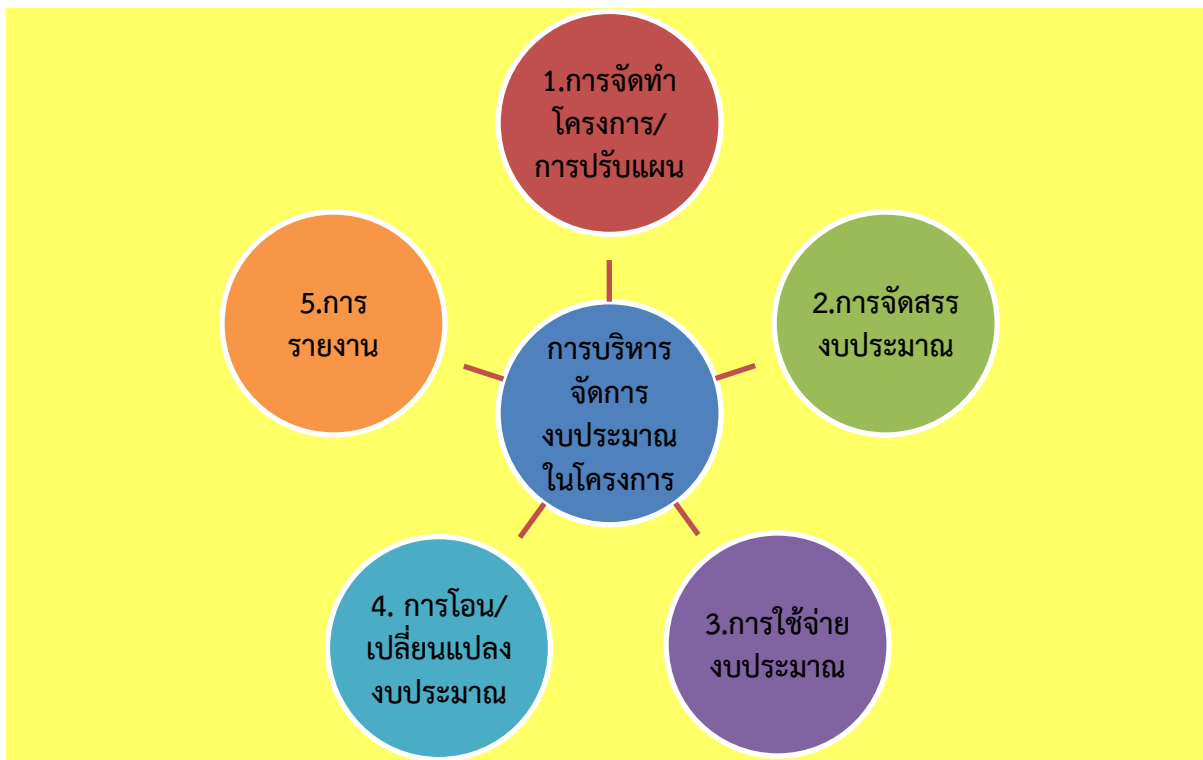 1.การจัดทำ
โครงการ/
การปรับแผน
2.การจัดสรร
งบประมาณ
3.การใช้จ่าย
งบประมาณ
4. การโอน/
เปลี่ยนแปลง
งบประมาณ
5.การ
รายงาน
การบริหาร
จัดการ
งบประมาณ
ในโครงการ